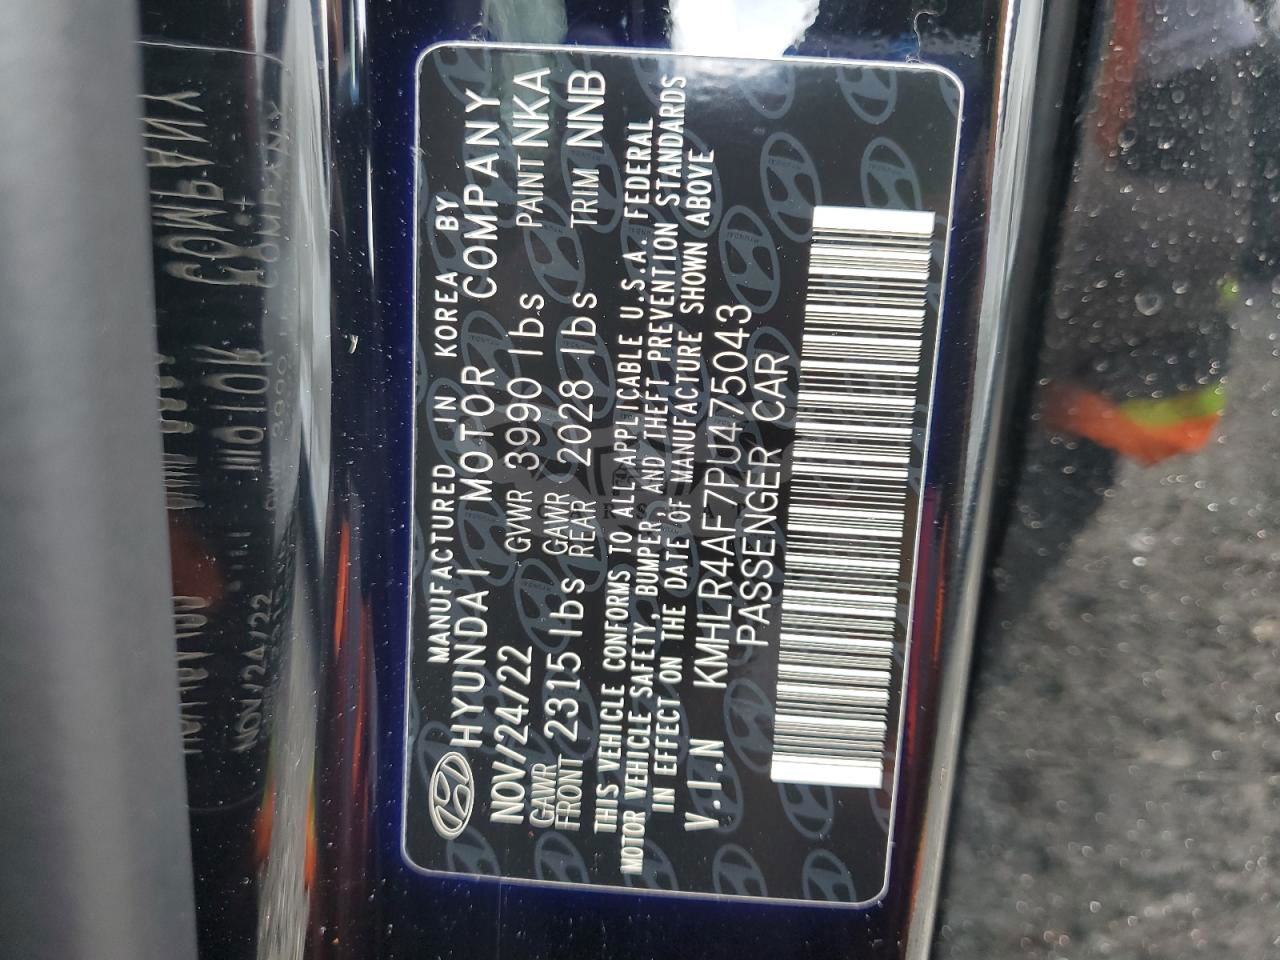 MANUFACTURED IN KOREA BY
HYUNDAI MOTOR COMPANY
NOV/24/22 GVWR 3990 lbs PAINT NKA
GAWR FRONT 2315 lbs GAWR REAR 2028 lbs TRIM NNB
THIS VEHICLE CONFORMS TO ALL APPLICABLE U.S.A. FEDERAL
MOTOR VEHICLE SAFETY, BUMPER, AND THEFT PREVENTION STANDARDS
IN EFFECT ON THE DATE OF MANUFACTURE SHOWN ABOVE
V.I.N KMHLR4AF7PU475043
PASSENGER CAR